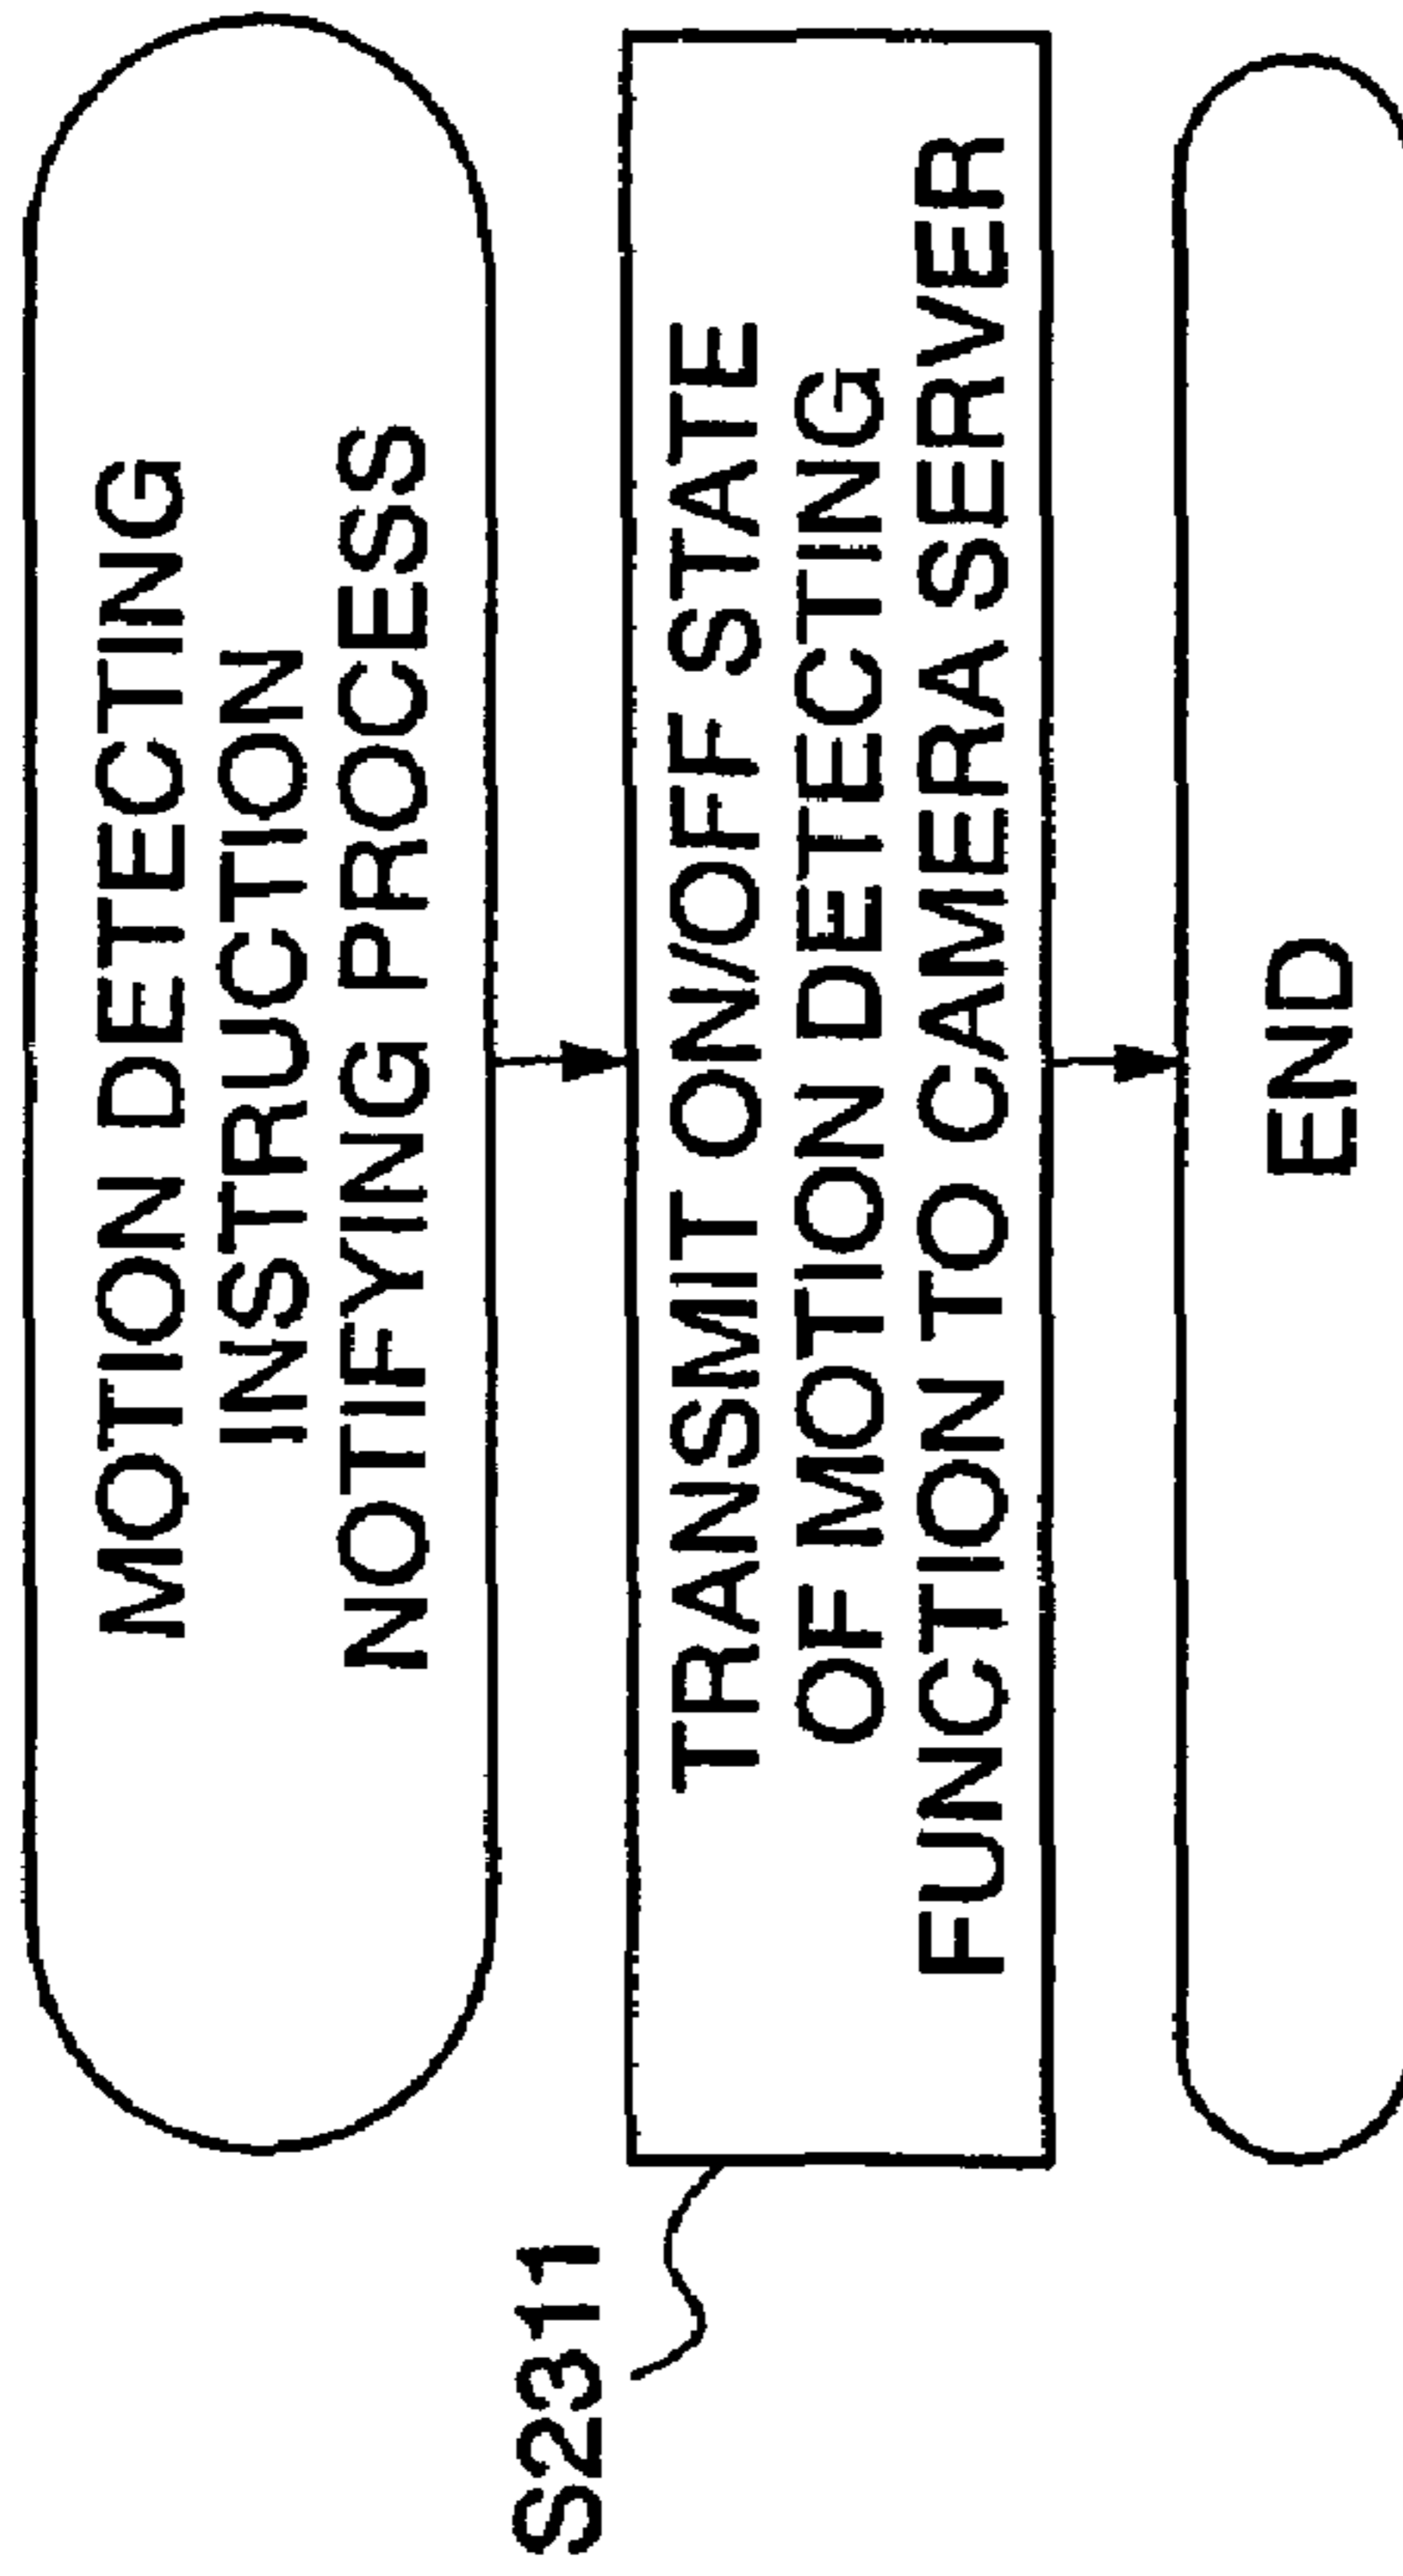 MOTION DETECTING
INSTRUCTION
NOTIFYING PROCESS
S2311
TRANSMIT ON/OFF STATE
OF MOTION DETECTING
FUNCTION TO CAMERA SERVER
END